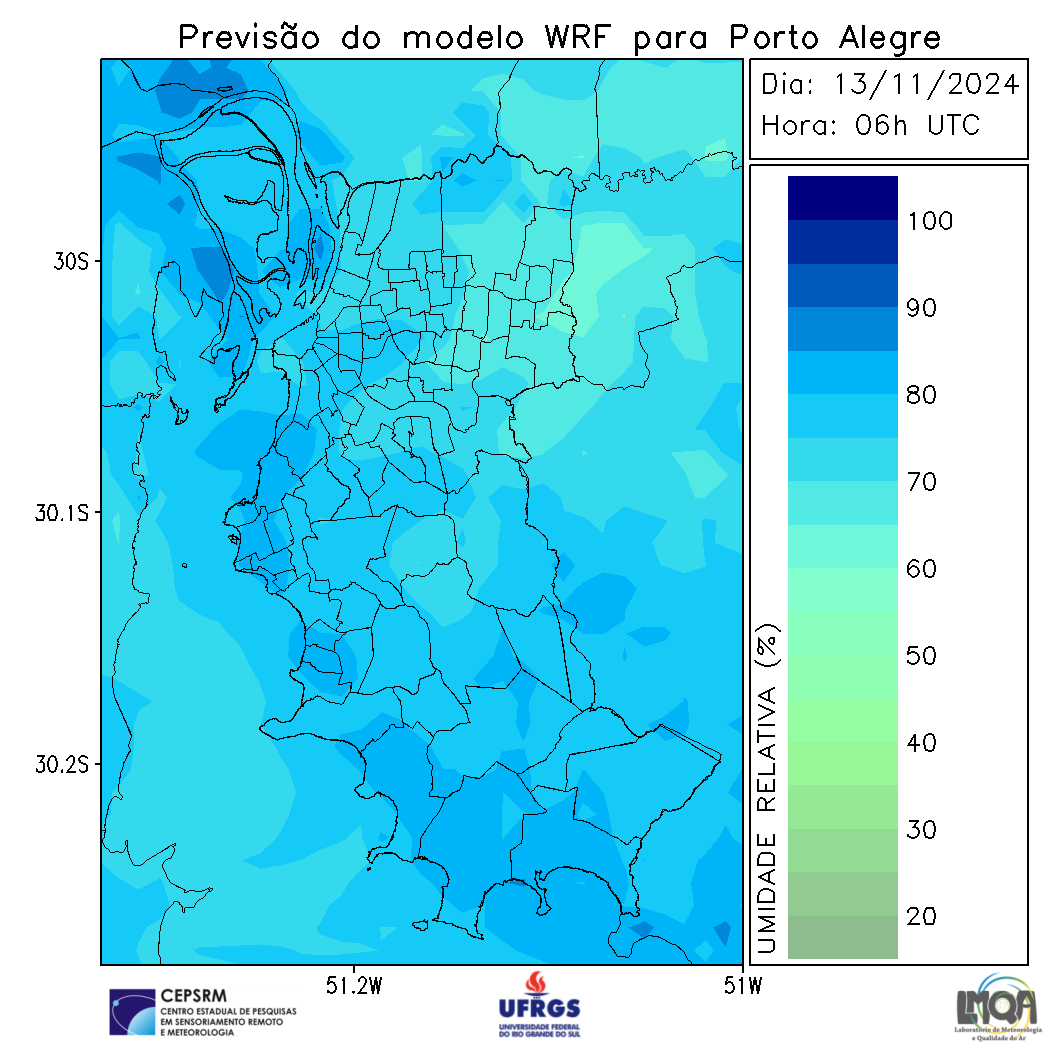 Previsão do modelo WRF para Porto Alegre
Dia: 13/11/2024
Hora: 06h UTC
30S
30.1S
30.2S
51.2W
51W
100
90
80
70
60
50
40
30
20
UMIDADE RELATIVA (%)
CEPSRM
CENTRO ESTADUAL DE PESQUISAS
EM SENSORIAMENTO REMOTO
E METEOROLOGIA
UFRGS
UNIVERSIDADE FEDERAL
DO RIO GRANDE DO SUL
LMQA
Laboratório de Meteorologia
e Qualidade do Ar